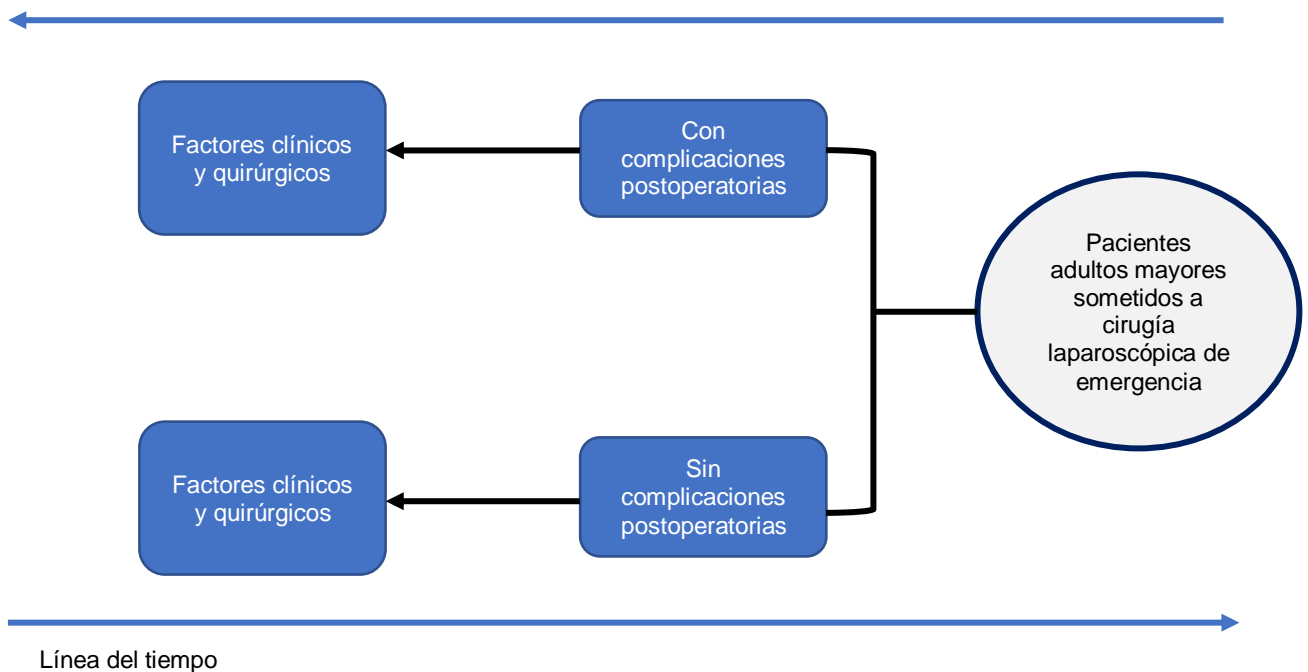 Factores clínicos
y quirúrgicos
Con
complicaciones
postoperatorias
Pacientes
adultos mayores
sometidos a
cirugía
laparoscópica de
emergencia
Factores clínicos
y quirúrgicos
Sin
complicaciones
postoperatorias
Línea del tiempo